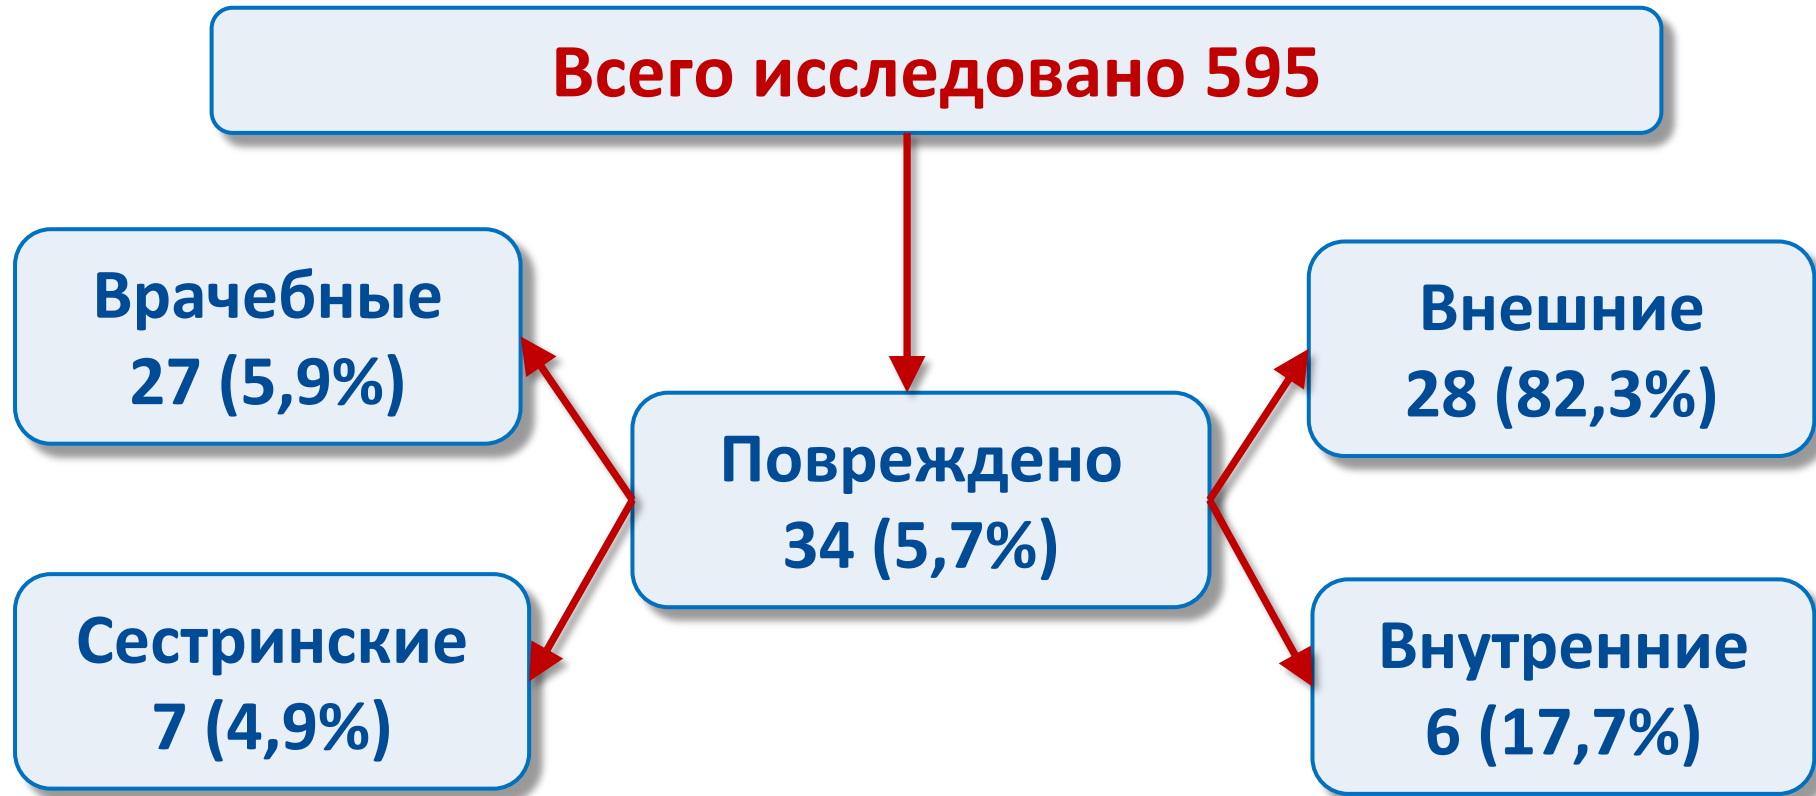 Всего исследовано 595
Врачебные
27 (5,9%)
Внешние
28 (82,3%)
Повреждено
34 (5,7%)
Сестринские
7 (4,9%)
Внутренние
6 (17,7%)